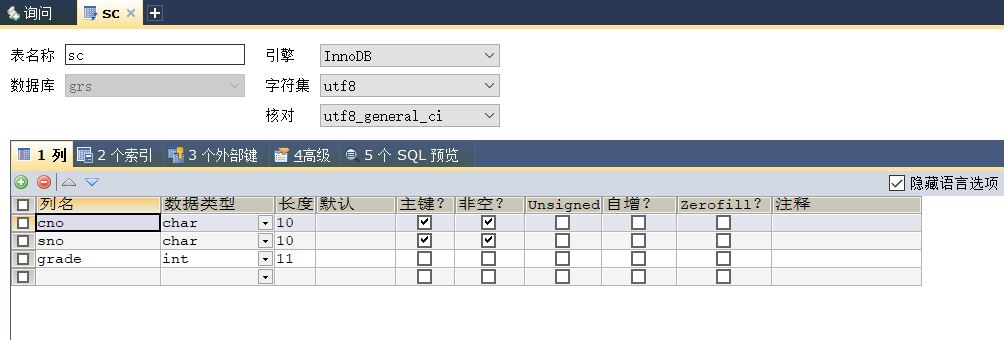 询问 sc
表名称 sc 引擎 InnoDB
数据库 grs 字符集 utf8
核对 utf8_general_ci
1 列 2 个索引 3 个外部键 4高级 5 个 SQL 预览
隐藏语言选项
列名 数据类型 长度 默认 主键? 非空? Unsigned 自增? Zerofill? 注释
cno char 10
sno char 10
grade int 11